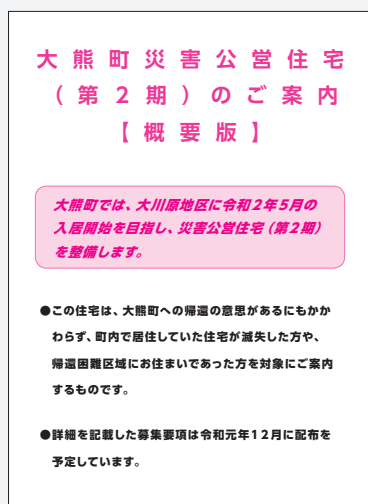 大熊町災害公営住宅
(第2期)のご案内
【概要版】
大熊町では、大川原地区に令和2年5月の
入居開始を目指し、災害公営住宅(第2期)
を整備します。
●この住宅は、大熊町への帰還の意思があるにもかか
わらず、町内で居住していた住宅が滅失した方や、
帰還困難区域にお住まいであった方を対象にご案内
するものです。
●詳細を記載した募集要項は令和元年12月に配布を
予定しています。